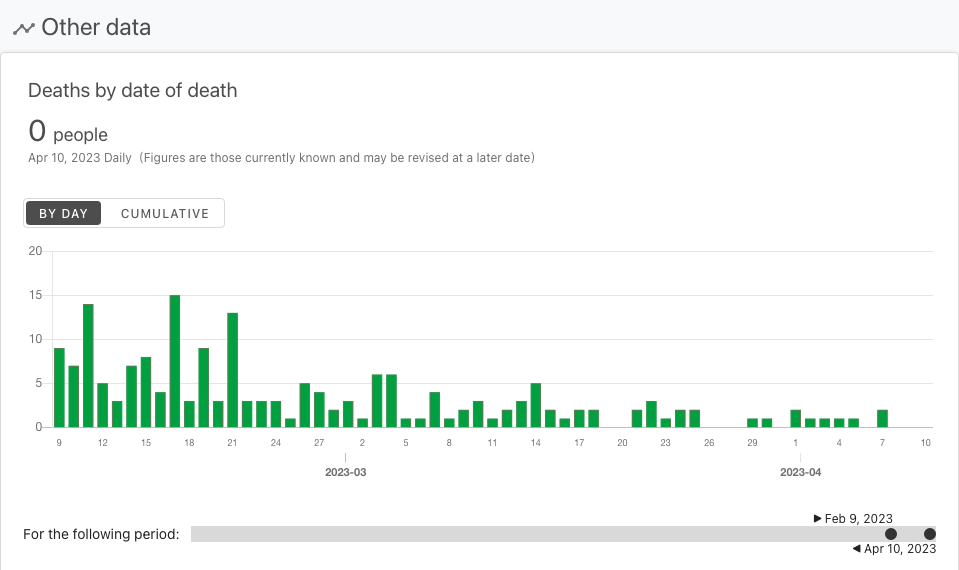 Other data
Deaths by date of death
0 people
Apr 10, 2023 Daily (Figures are those currently known and may be revised at a later date)
BY DAY CUMULATIVE
20
15
10
5
0
9 12 15 18 21 24 27 2 5 8 11 14 17 20 23 26 29 1 4 7 10
2023-03 2023-04
▶ Feb 9, 2023
For the following period:
◀ Apr 10, 2023